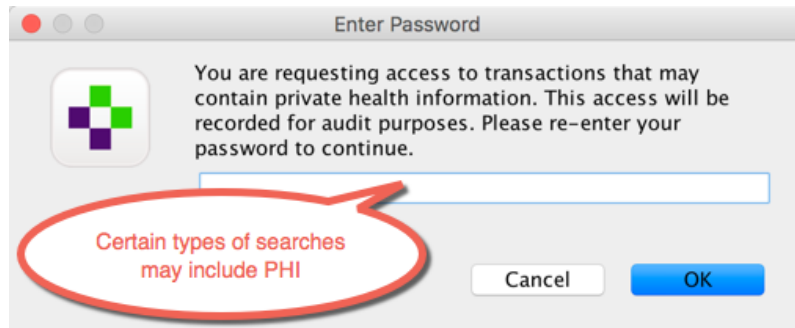 Enter Password
You are requesting access to transactions that may
contain private health information. This access will be
recorded for audit purposes. Please re-enter your
password to continue.
Certain types of searches
may include PHI
Cancel
OK